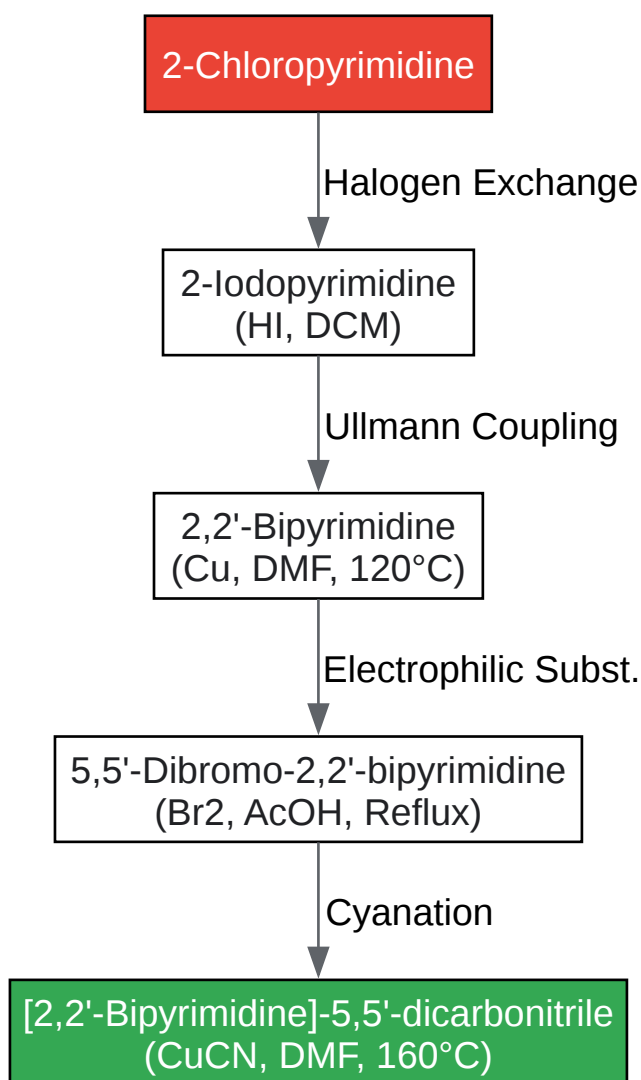 2-Chloropyrimidine
Halogen Exchange
2-Iodopyrimidine
(HI, DCM)
Ullmann Coupling
2,2'-Bipyrimidine
(Cu, DMF, 120°C)
Electrophilic Subst.
5,5'-Dibromo-2,2'-bipyrimidine
(Br2, AcOH, Reflux)
Cyanation
[2,2'-Bipyrimidine]-5,5'-dicarbonitrile
(CuCN, DMF, 160°C)